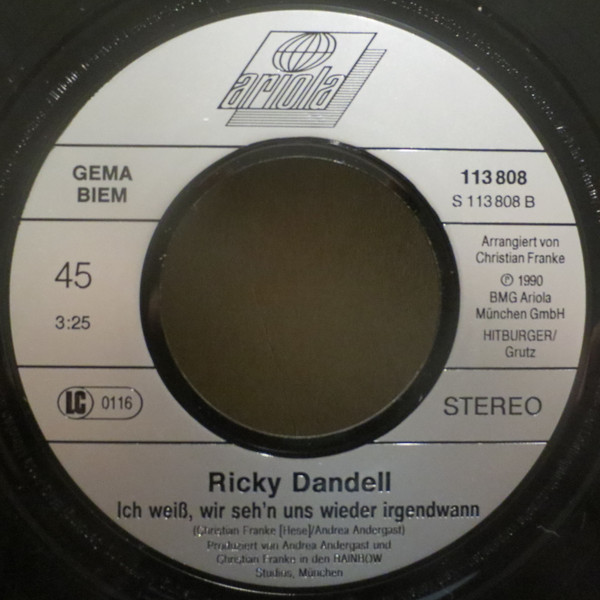 ariola
GEMA
BIEM
113 808
S 113 808 B
45
3:25
Arrangiert von
Christian Franke
℗ 1990
BMG Ariola
München GmbH
HITBURGER/
Grutz
LC 0116
STEREO
Ricky Dandell
Ich weiß, wir seh'n uns wieder irgendwann
(Christian Franke [Hese]/Andrea Andergast)
Produziert von Andrea Andergast und
Christian Franke in den RAINBOW
Studios, München